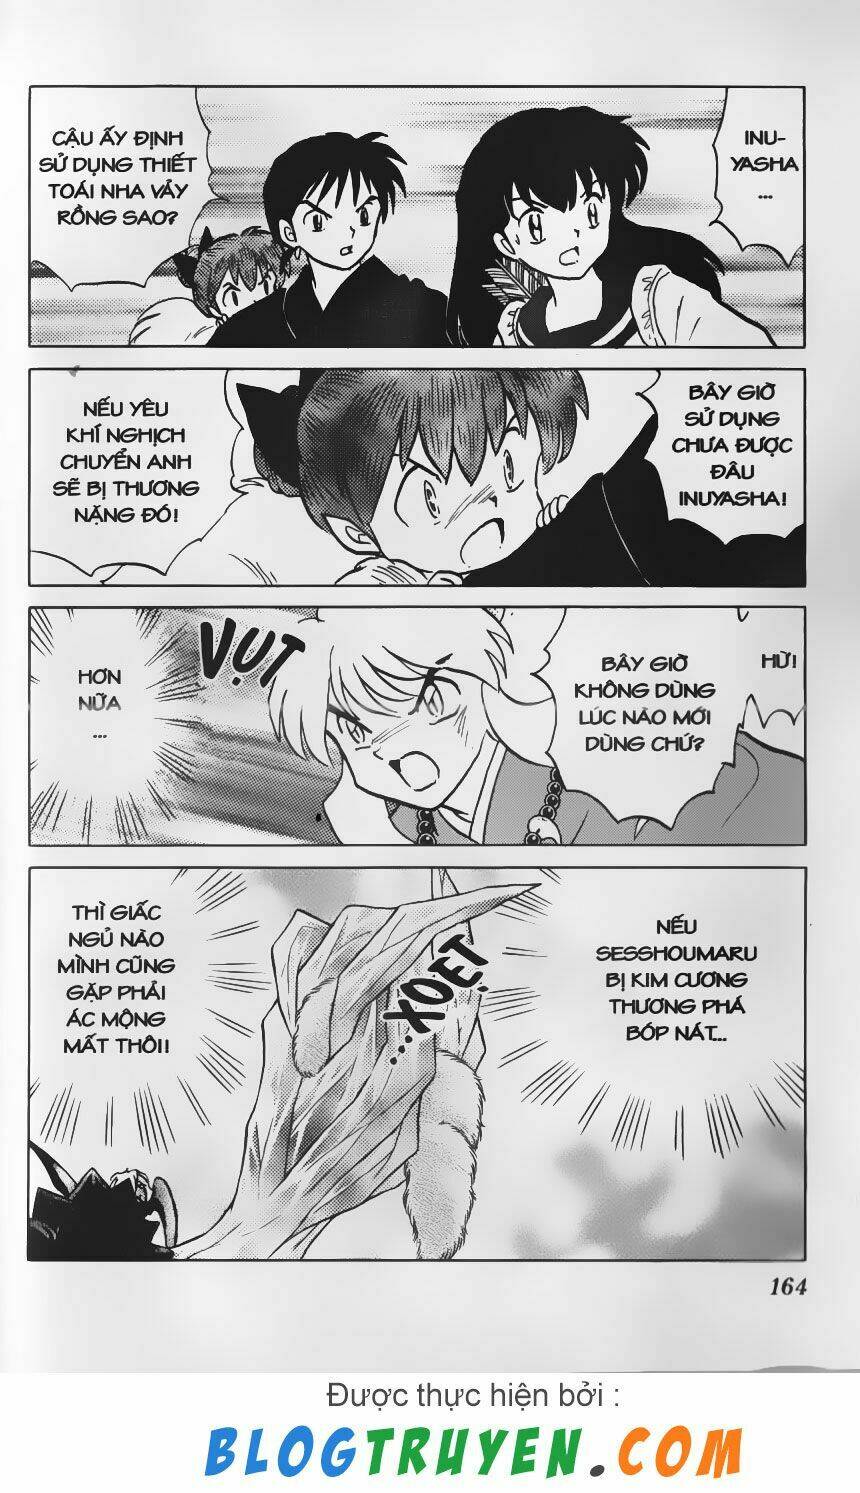 INU-
YASHA
...
CẬU ẤY ĐỊNH
SỬ DỤNG THIẾT
TOÁI NHA VẢY
RỒNG SAO?
BÂY GIỜ
SỬ DỤNG
CHƯA ĐƯỢC
ĐÂU
INUYASHA!
NẾU YÊU
KHÍ NGHỊCH
CHUYỂN ANH
SẼ BỊ THƯƠNG
NẶNG ĐÓ!
HỪ!
BÂY GIỜ
KHÔNG DÙNG
LÚC NÀO MỚI
DÙNG CHỨ?
VỤT
HƠN
NỮA
...
NẾU
SESSHOUMARU
BỊ KIM CƯƠNG
THƯƠNG PHÁ
BÓP NÁT...
...XOẸT
THÌ GIẤC
NGỦ NÀO
MÌNH CŨNG
GẶP PHẢI
ÁC MỘNG
MẤT THÔI!
164
Được thực hiện bởi :
BLOGTRUYEN.COM